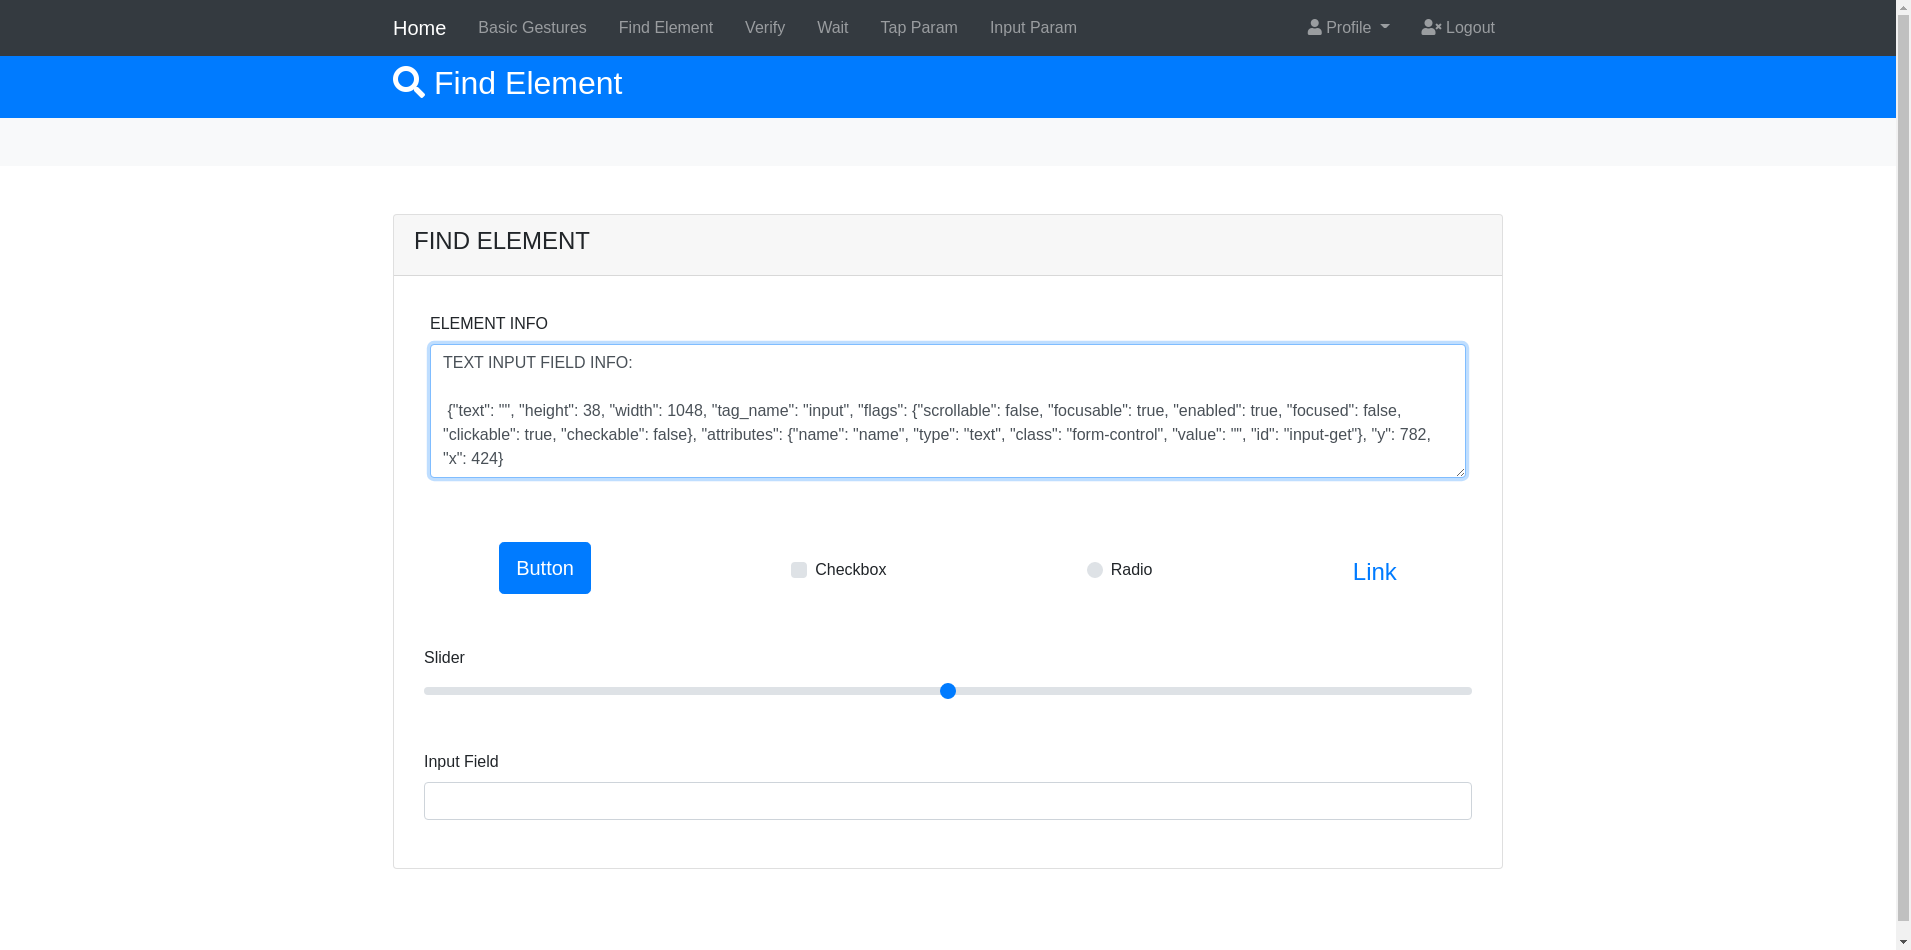 Home Basic Gestures Find Element Verify Wait Tap Param Input Param Profile Logout
Find Element
FIND ELEMENT
ELEMENT INFO
TEXT INPUT FIELD INFO:
{"text": "", "height": 38, "width": 1048, "tag_name": "input", "flags": {"scrollable": false, "focusable": true, "enabled": true, "focused": false,
"clickable": true, "checkable": false}, "attributes": {"name": "name", "type": "text", "class": "form-control", "value": "", "id": "input-get"}, "y": 782,
"x": 424}
Button Checkbox Radio Link
Slider
Input Field